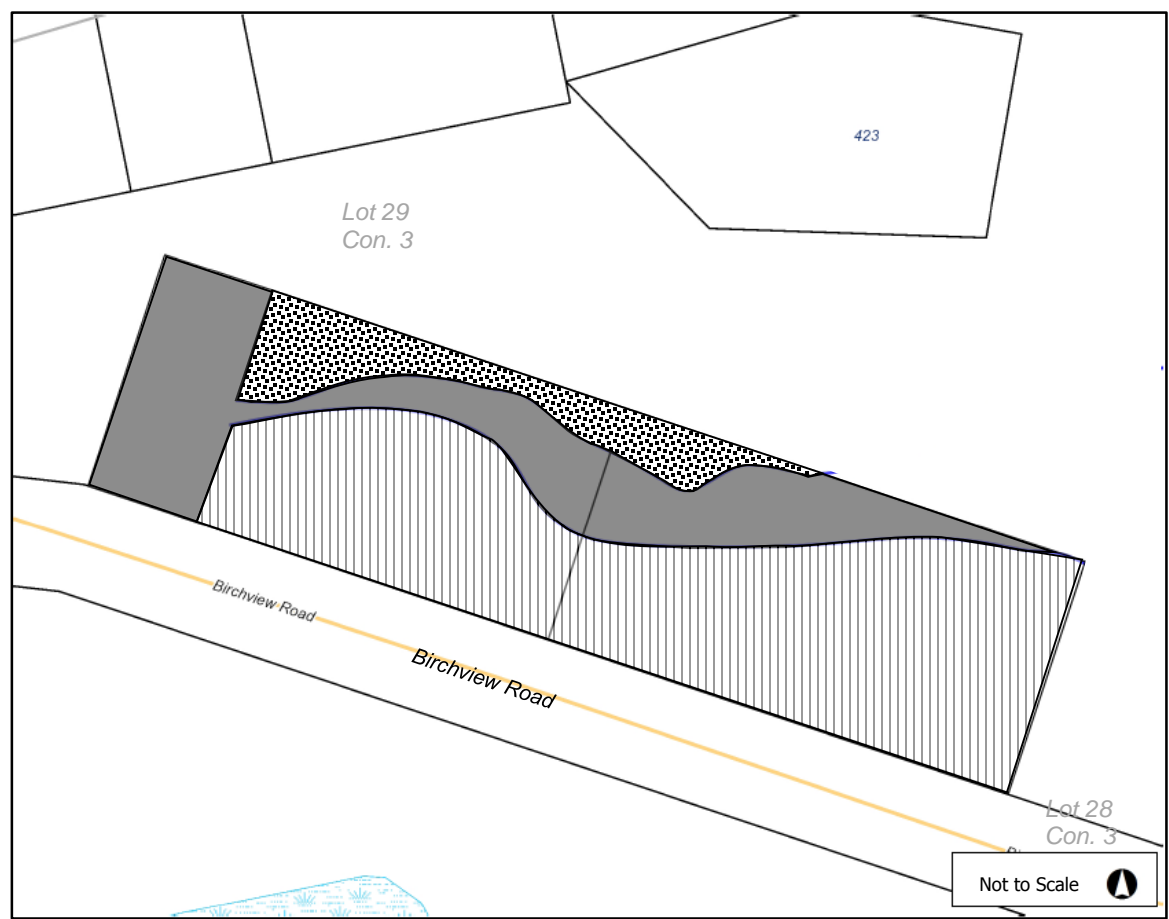 423
Lot 29
Con. 3
Birchview Road
Birchview Road
Lot 28
Con. 3
Not to Scale